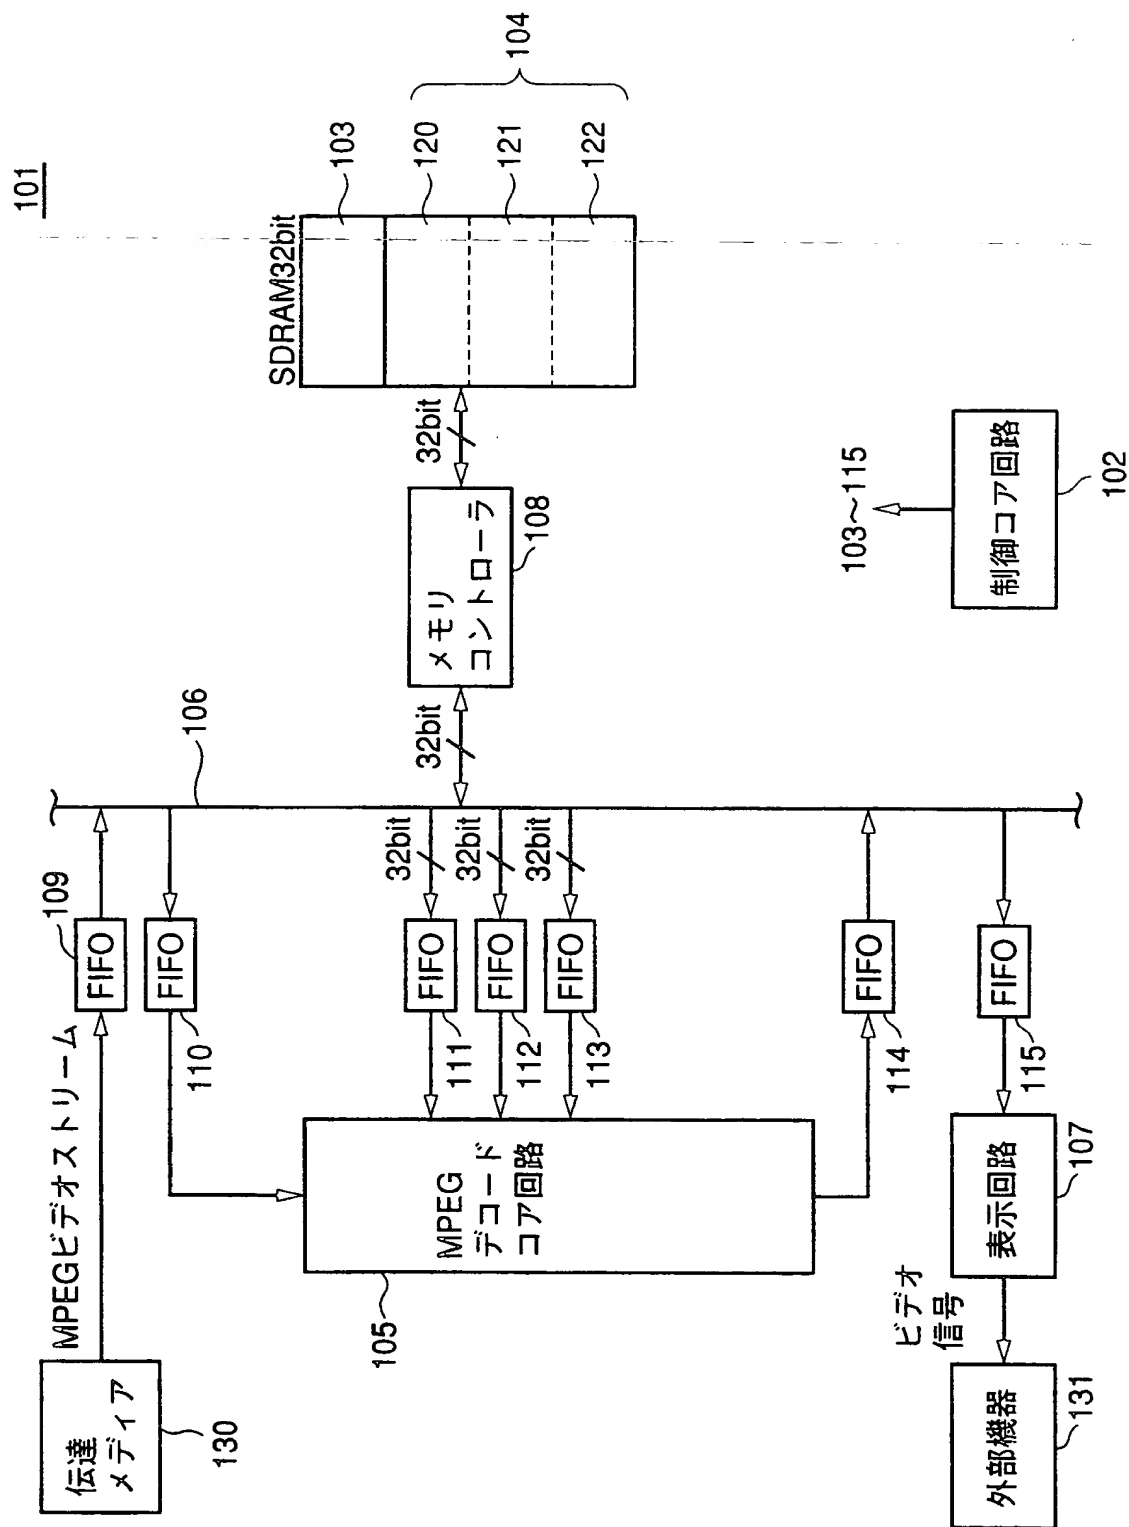 101
SDRAM32bit
103
120
121
122
104
32bit
メモリ
コントローラ
108
32bit
106
103～115
制御コア回路
102
MPEGビデオストリーム
109
FIFO
FIFO
110
32bit
32bit
32bit
FIFO
FIFO
FIFO
111
112
113
FIFO
114
FIFO
115
MPEG
デコード
コア回路
105
表示回路
107
ビデオ
信号
伝達
メディア
130
外部機器
131